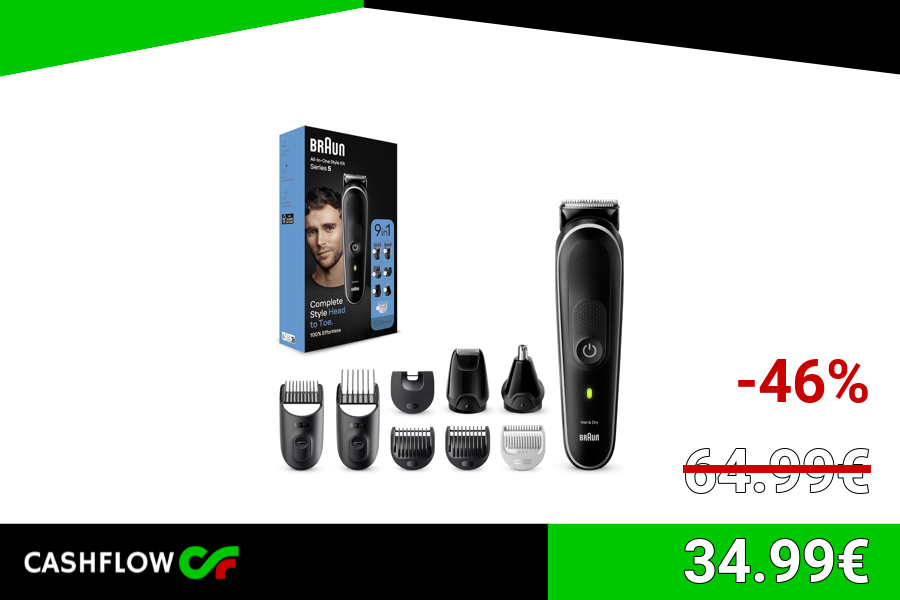 BRAUN
All-in-One Style Kit
Series 5
9in1
Complete
Style Head
to Toe.
100% Effortless
Wet & Dry
BRAUN
-46%
64.99€
CASHFLOW
34.99€